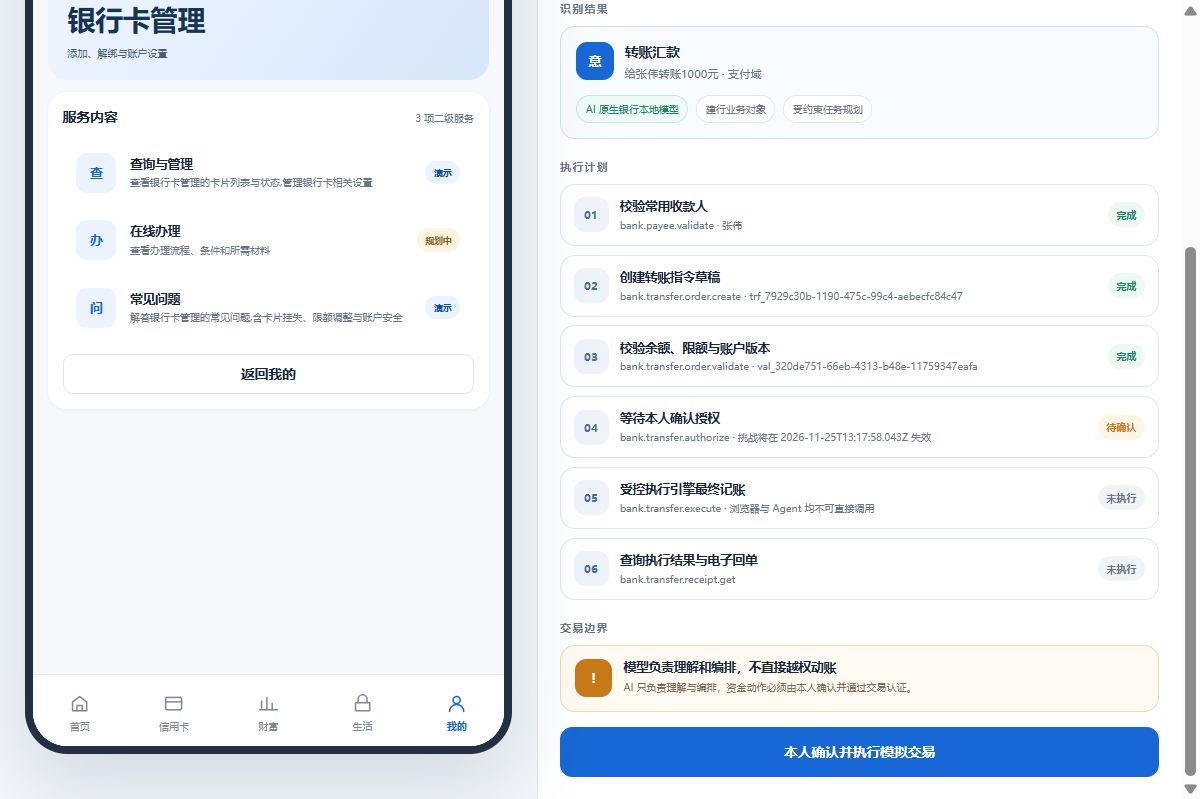 银行卡管理
添加、解绑与账户设置
服务内容
3 项二级服务
查
查询与管理
查看银行卡管理的卡片列表与状态,管理银行卡相关设置
演示
办
在线办理
查看办理流程、条件和所需材料
规划中
问
常见问题
解答银行卡管理的常见问题,含卡片挂失、限额调整与账户安全
演示
返回我的
首页
信用卡
财富
生活
我的
识别结果
意
转账汇款
给张伟转账1000元 · 支付域
AI 原生银行本地模型
建行业务对象
受约束任务规划
执行计划
01
校验常用收款人
bank.payee.validate · 张伟
完成
02
创建转账指令草稿
bank.transfer.order.create · trf_7929c30b-1190-475c-99c4-aebecfc84c47
完成
03
校验余额、限额与账户版本
bank.transfer.order.validate · val_320de751-66eb-4313-b48e-11759347eafa
完成
04
等待本人确认授权
bank.transfer.authorize · 挑战将在 2026-11-25T13:17:58.043Z 失效
待确认
05
受控执行引擎最终记账
bank.transfer.execute · 浏览器与 Agent 均不可直接调用
未执行
06
查询执行结果与电子回单
bank.transfer.receipt.get
未执行
交易边界
!
模型负责理解和编排，不直接越权动账
AI 只负责理解与编排，资金动作必须由本人确认并通过交易认证。
本人确认并执行模拟交易